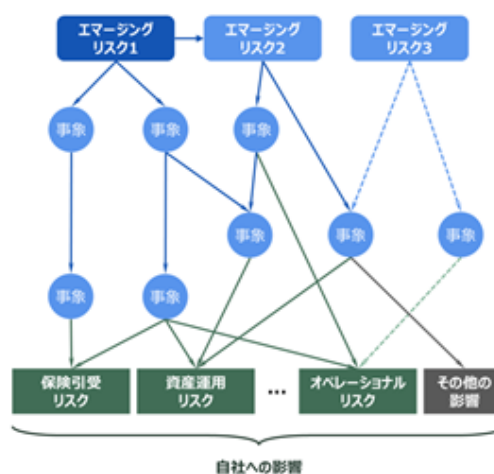 エマージング
リスク1
エマージング
リスク2
エマージング
リスク3
事象
事象
事象
事象
事象
事象
事象
事象
保険引受
リスク
資産運用
リスク
…
オペレーショナル
リスク
その他の
影響
自社への影響